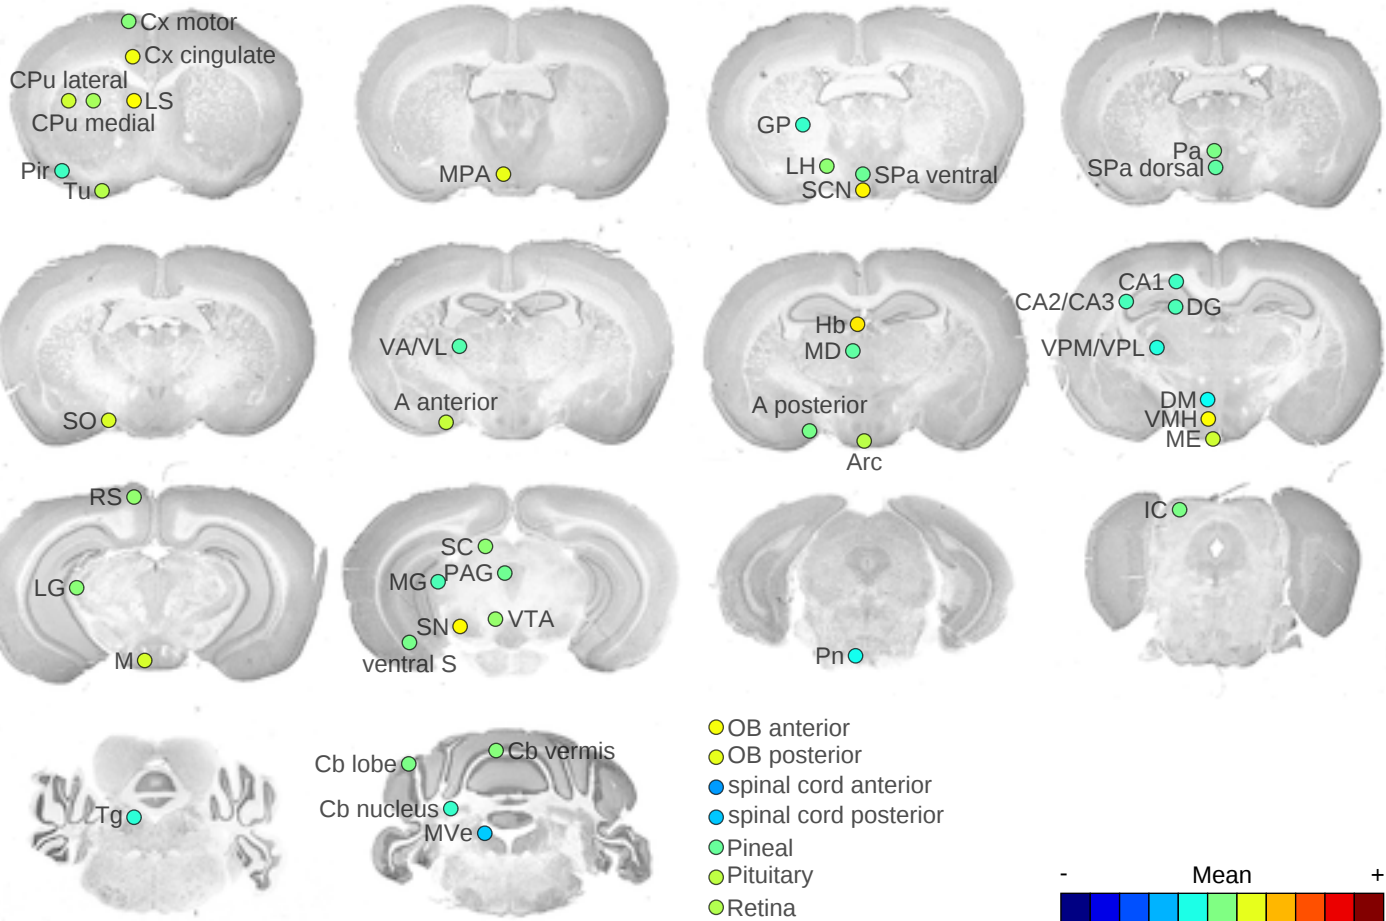 Cx motor
Cx cingulate
CPu lateral
LS
CPu medial
Pir
Tu
MPA
GP
LH
SPa ventral
SCN
Pa
SPa dorsal
SO
VA/VL
A anterior
Hb
MD
A posterior
Arc
CA1
CA2/CA3
DG
VPM/VPL
DM
VMH
ME
RS
LG
M
SC
MG
PAG
SN
VTA
ventral S
Pn
IC
Tg
Cb lobe
Cb vermis
Cb nucleus
MVe
OB anterior
OB posterior
spinal cord anterior
spinal cord posterior
Pineal
Pituitary
Retina
- Mean +